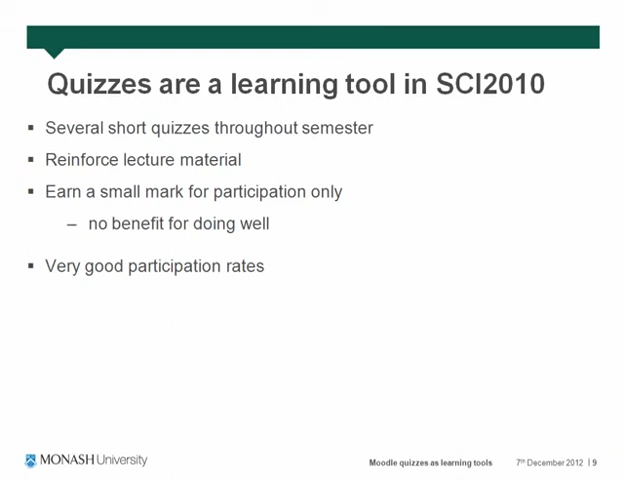 Quizzes are a learning tool in SCI2010
▪ Several short quizzes throughout semester
▪ Reinforce lecture material
▪ Earn a small mark for participation only
– no benefit for doing well
▪ Very good participation rates
MONASH University
Moodle quizzes as learning tools 7th December 2012 | 9